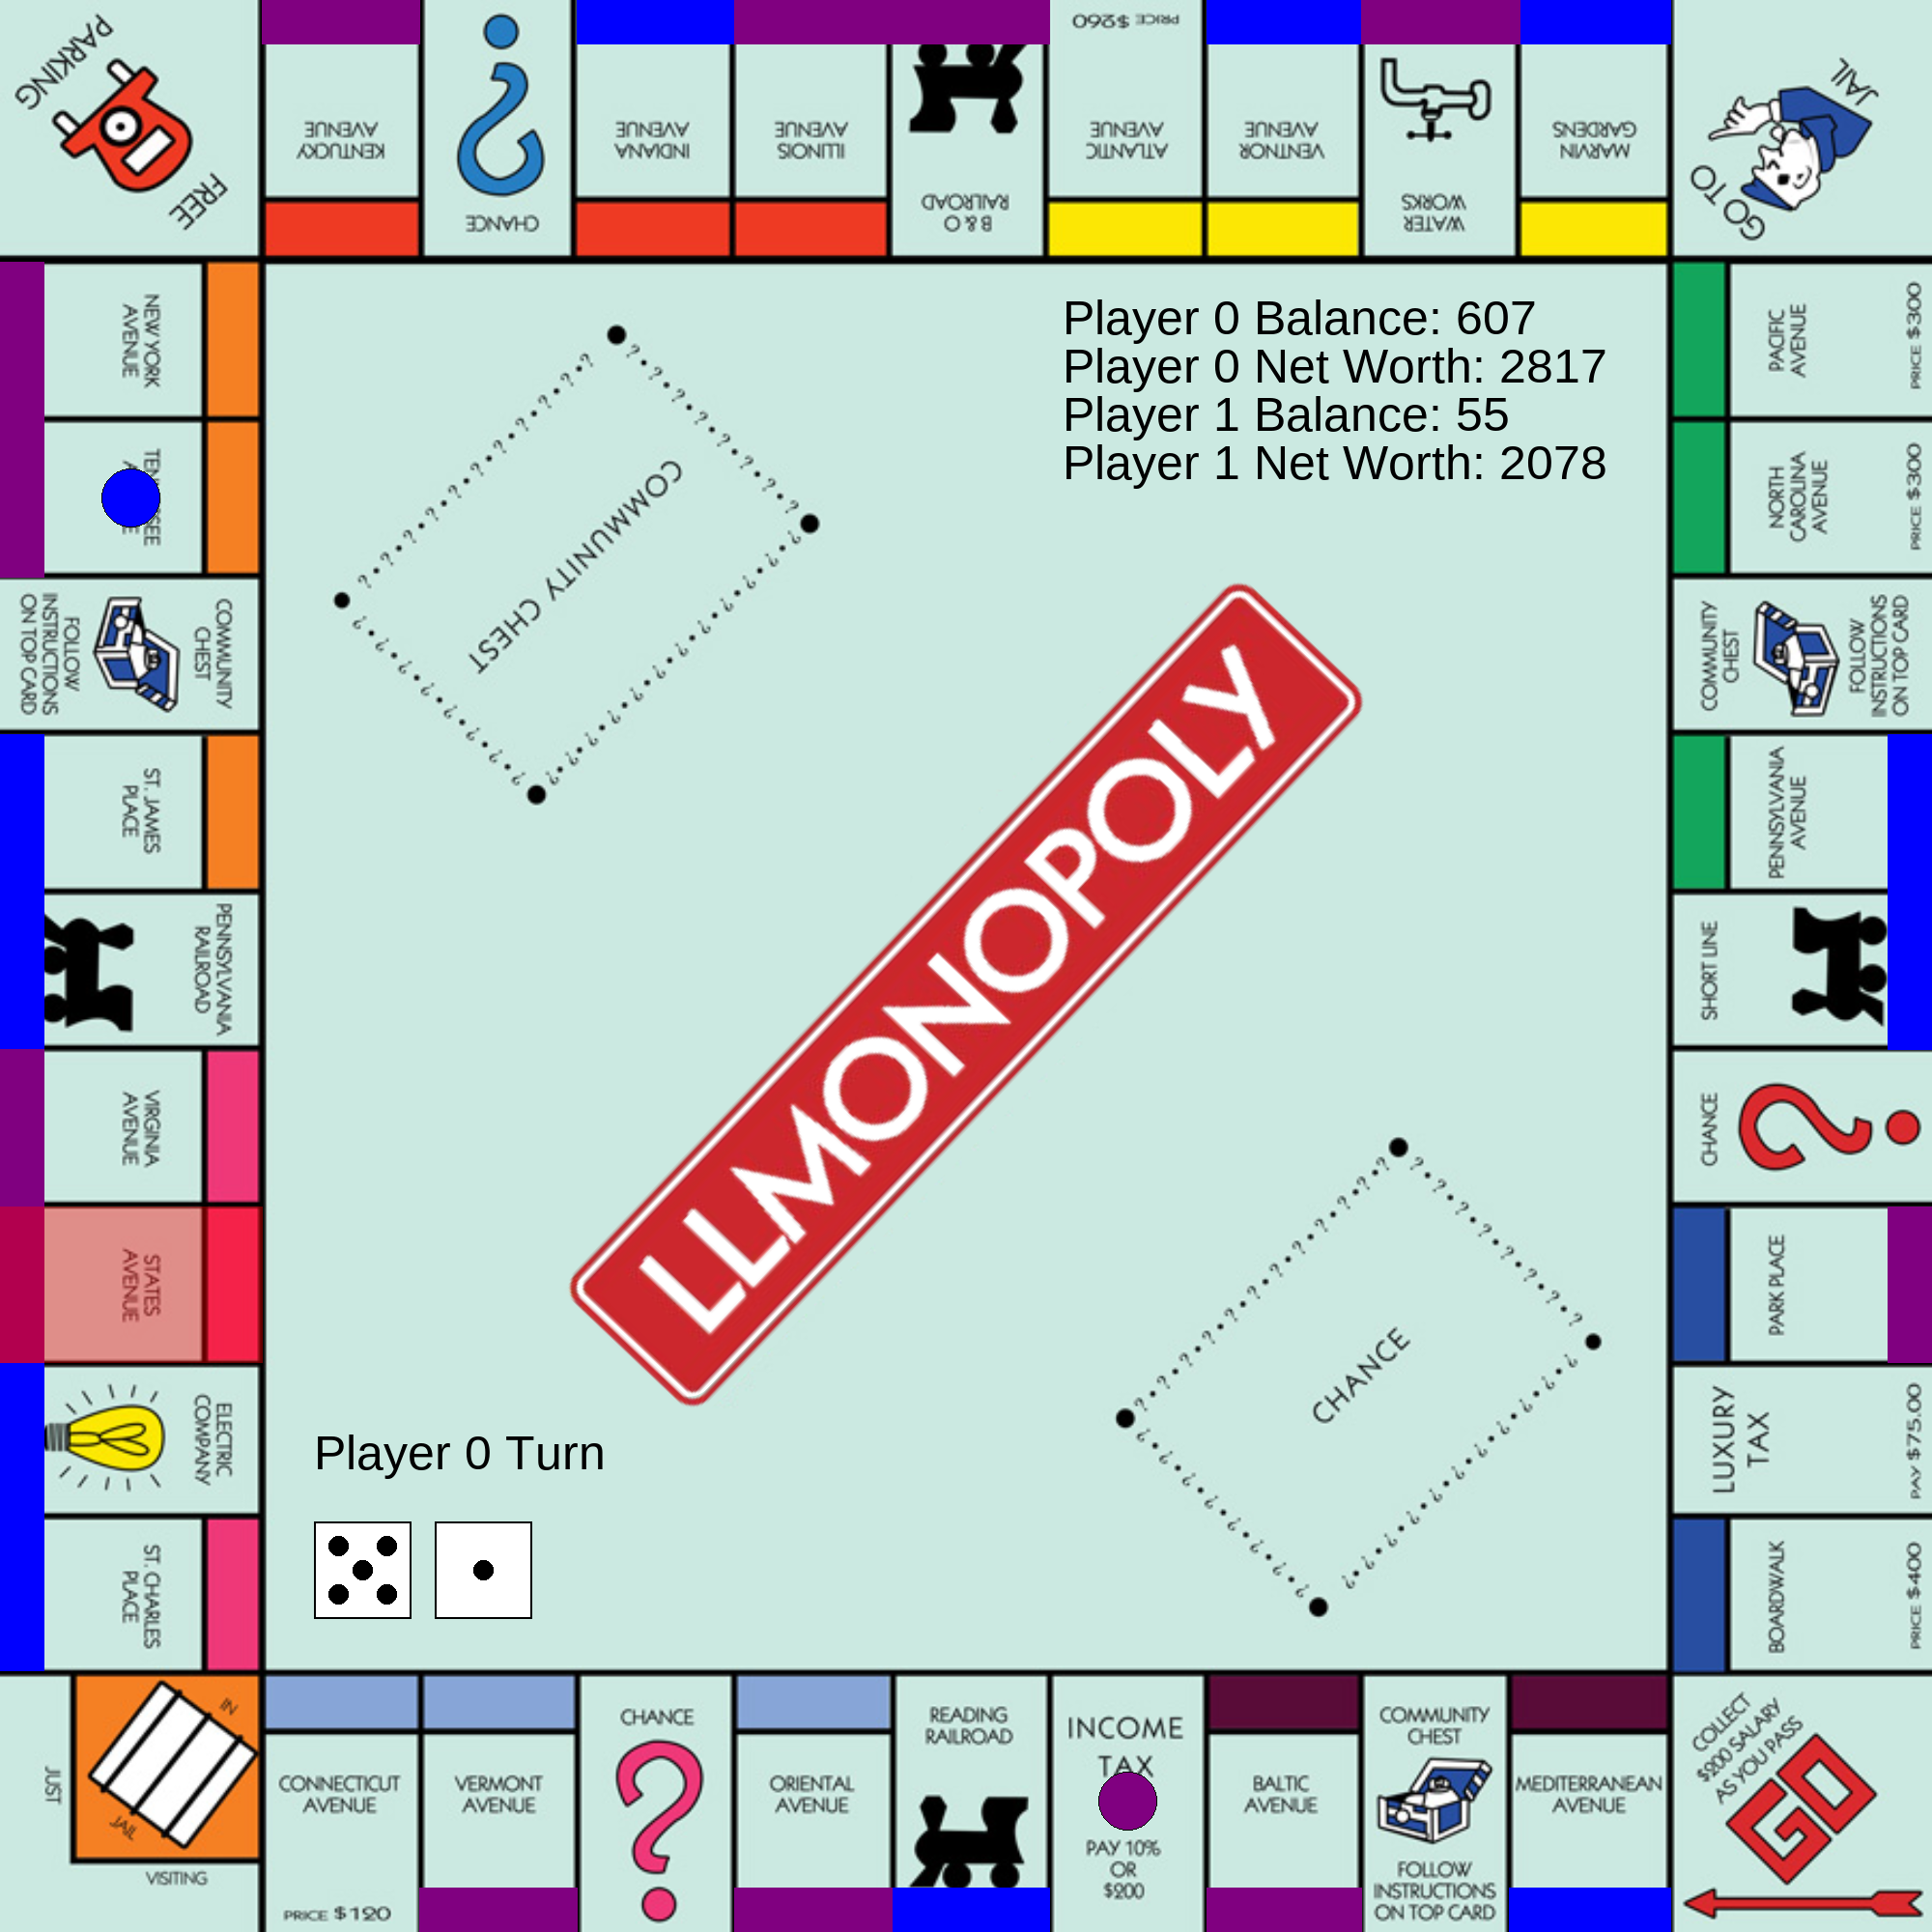 PARKING
FREE
KENTUCKY
AVENUE
CHANCE
INDIANA
AVENUE
ILLINOIS
AVENUE
B & O
RAILROAD
PRICE $260
ATLANTIC
AVENUE
VENTNOR
AVENUE
WATER
WORKS
MARVIN
GARDENS
JAIL
GO TO
NEW YORK
AVENUE
COMMUNITY
CHEST
FOLLOW
INSTRUCTIONS
ON TOP CARD
ST. JAMES
PLACE
PENNSYLVANIA
RAILROAD
VIRGINIA
AVENUE
STATES
AVENUE
ELECTRIC
COMPANY
ST. CHARLES
PLACE
Player 0 Balance: 607
Player 0 Net Worth: 2817
Player 1 Balance: 55
Player 1 Net Worth: 2078
COMMUNITY CHEST
LLMONOPOLY
CHANCE
Player 0 Turn
PACIFIC
AVENUE
PRICE $300
NORTH
CAROLINA
AVENUE
PRICE $300
COMMUNITY
CHEST
FOLLOW
INSTRUCTIONS
ON TOP CARD
PENNSYLVANIA
AVENUE
SHORT LINE
CHANCE
PARK PLACE
LUXURY
TAX
PAY $75.00
BOARDWALK
PRICE $400
JUST
IN
JAIL
VISITING
CONNECTICUT
AVENUE
PRICE $120
VERMONT
AVENUE
CHANCE
ORIENTAL
AVENUE
READING
RAILROAD
INCOME
TAX
PAY 10%
OR
$200
BALTIC
AVENUE
COMMUNITY
CHEST
FOLLOW
INSTRUCTIONS
ON TOP CARD
MEDITERRANEAN
AVENUE
COLLECT
$200 SALARY
AS YOU PASS
GO